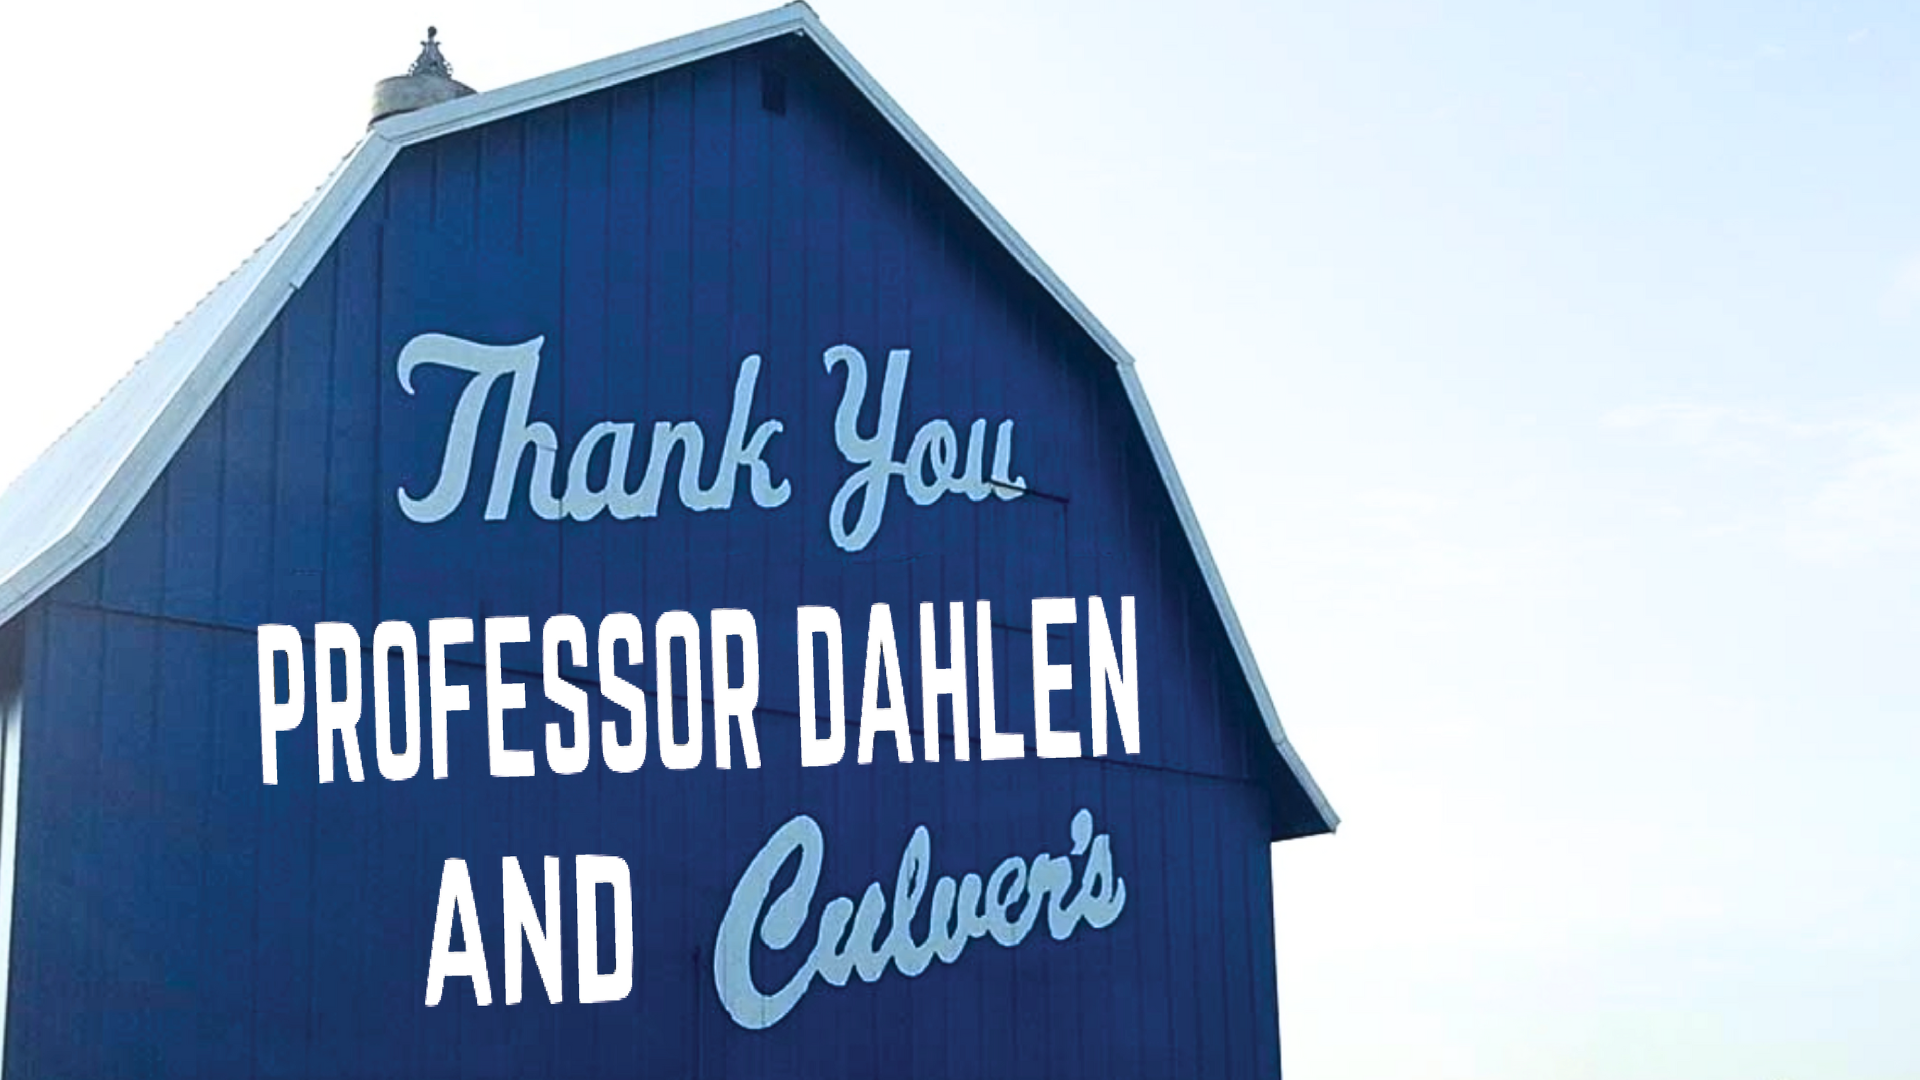 Thank You
PROFESSOR DAHLEN
AND Culver's